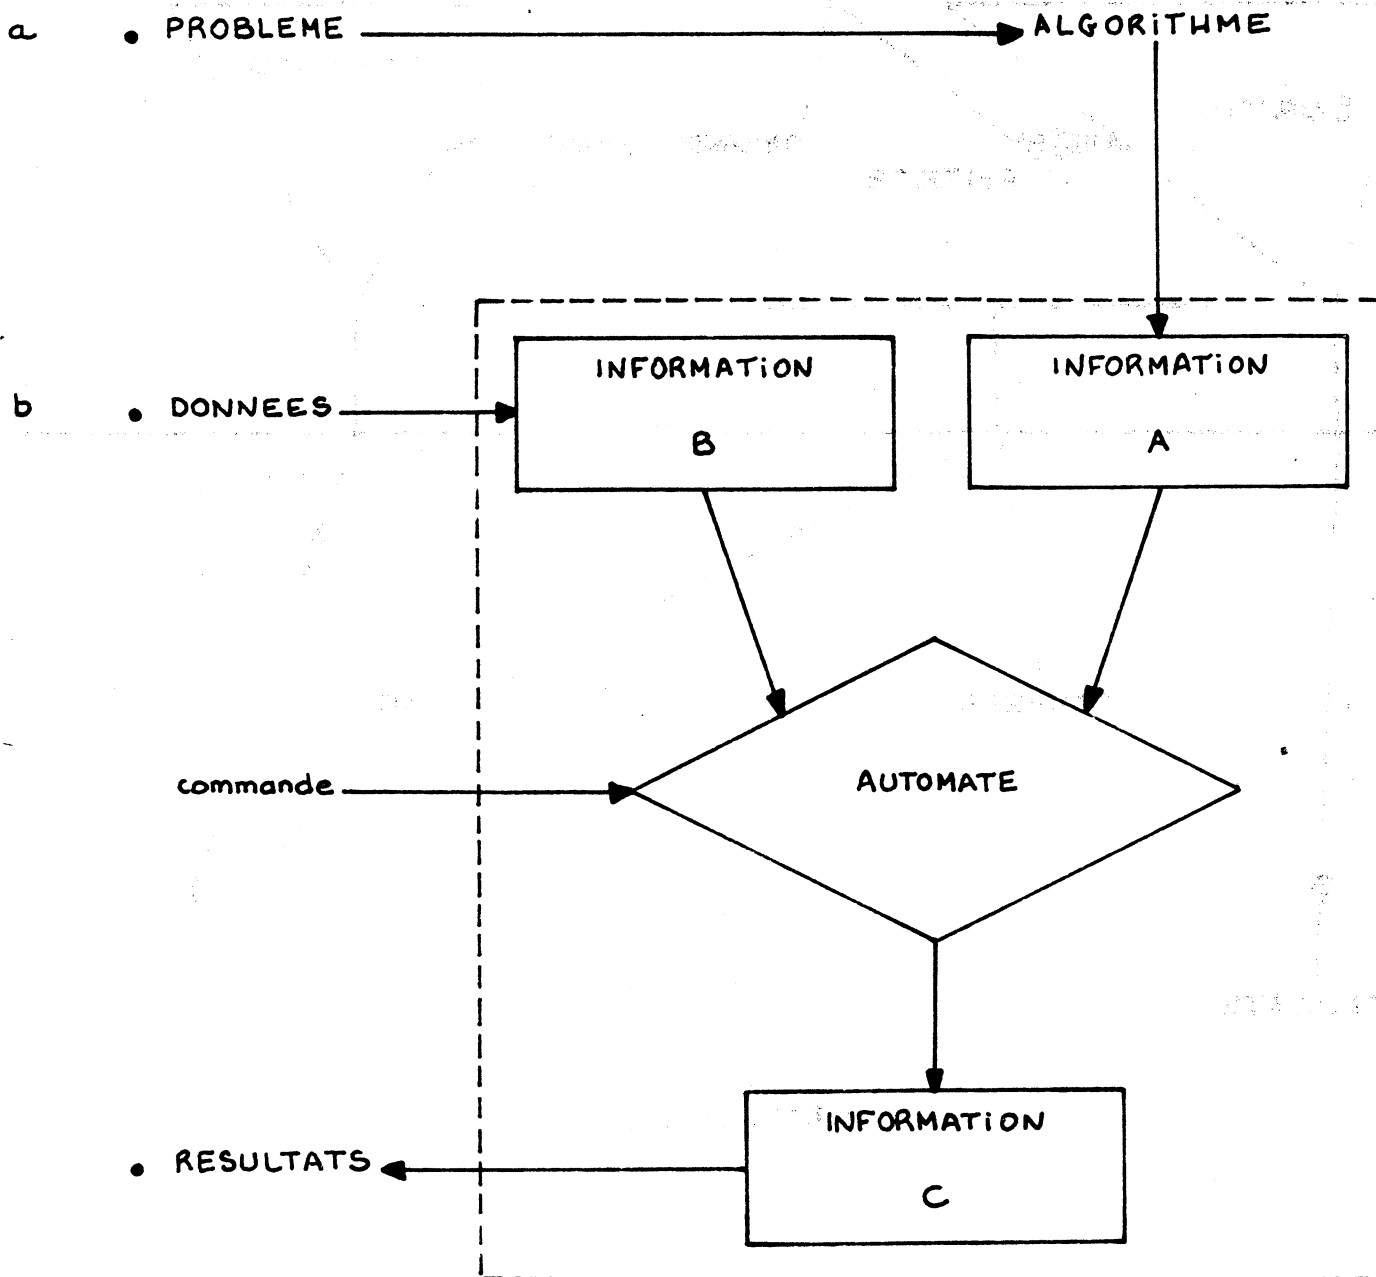 a • PROBLEME ALGORiTHME
INFORMATiON INFORMATiON
b • DONNEES
B A
commande AUTOMATE
INFORMATiON
• RESULTATS
C